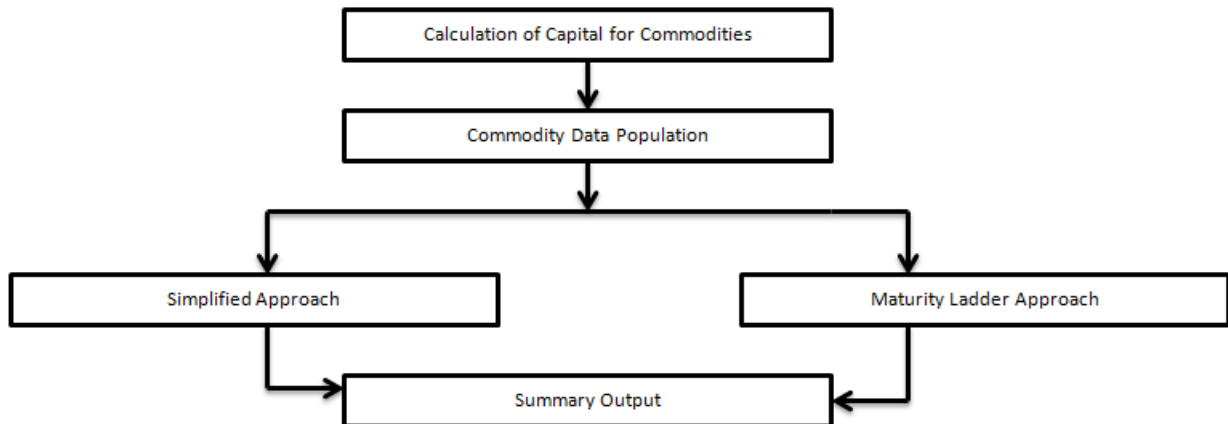 Calculation of Capital for Commodities
Commodity Data Population
Simplified Approach
Maturity Ladder Approach
Summary Output